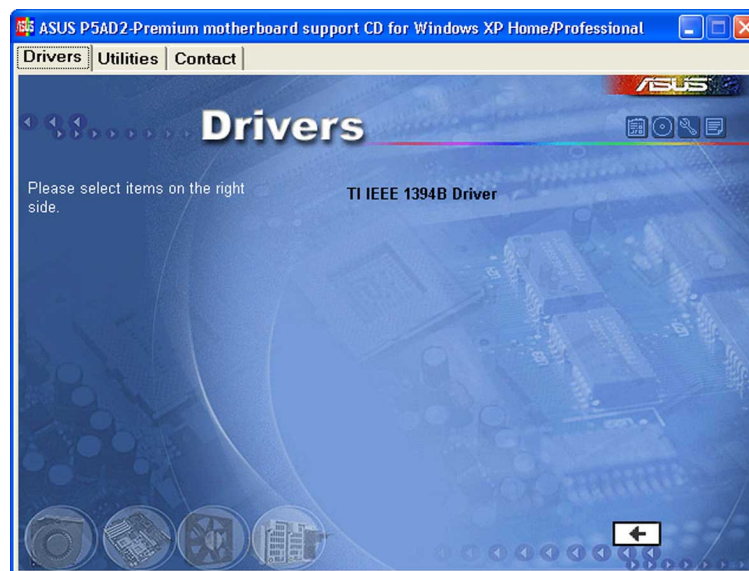 ASUS P5AD2-Premium motherboard support CD for Windows XP Home/Professional
Drivers Utilities Contact
ASUS
Drivers
Please select items on the right
side.
TI IEEE 1394B Driver